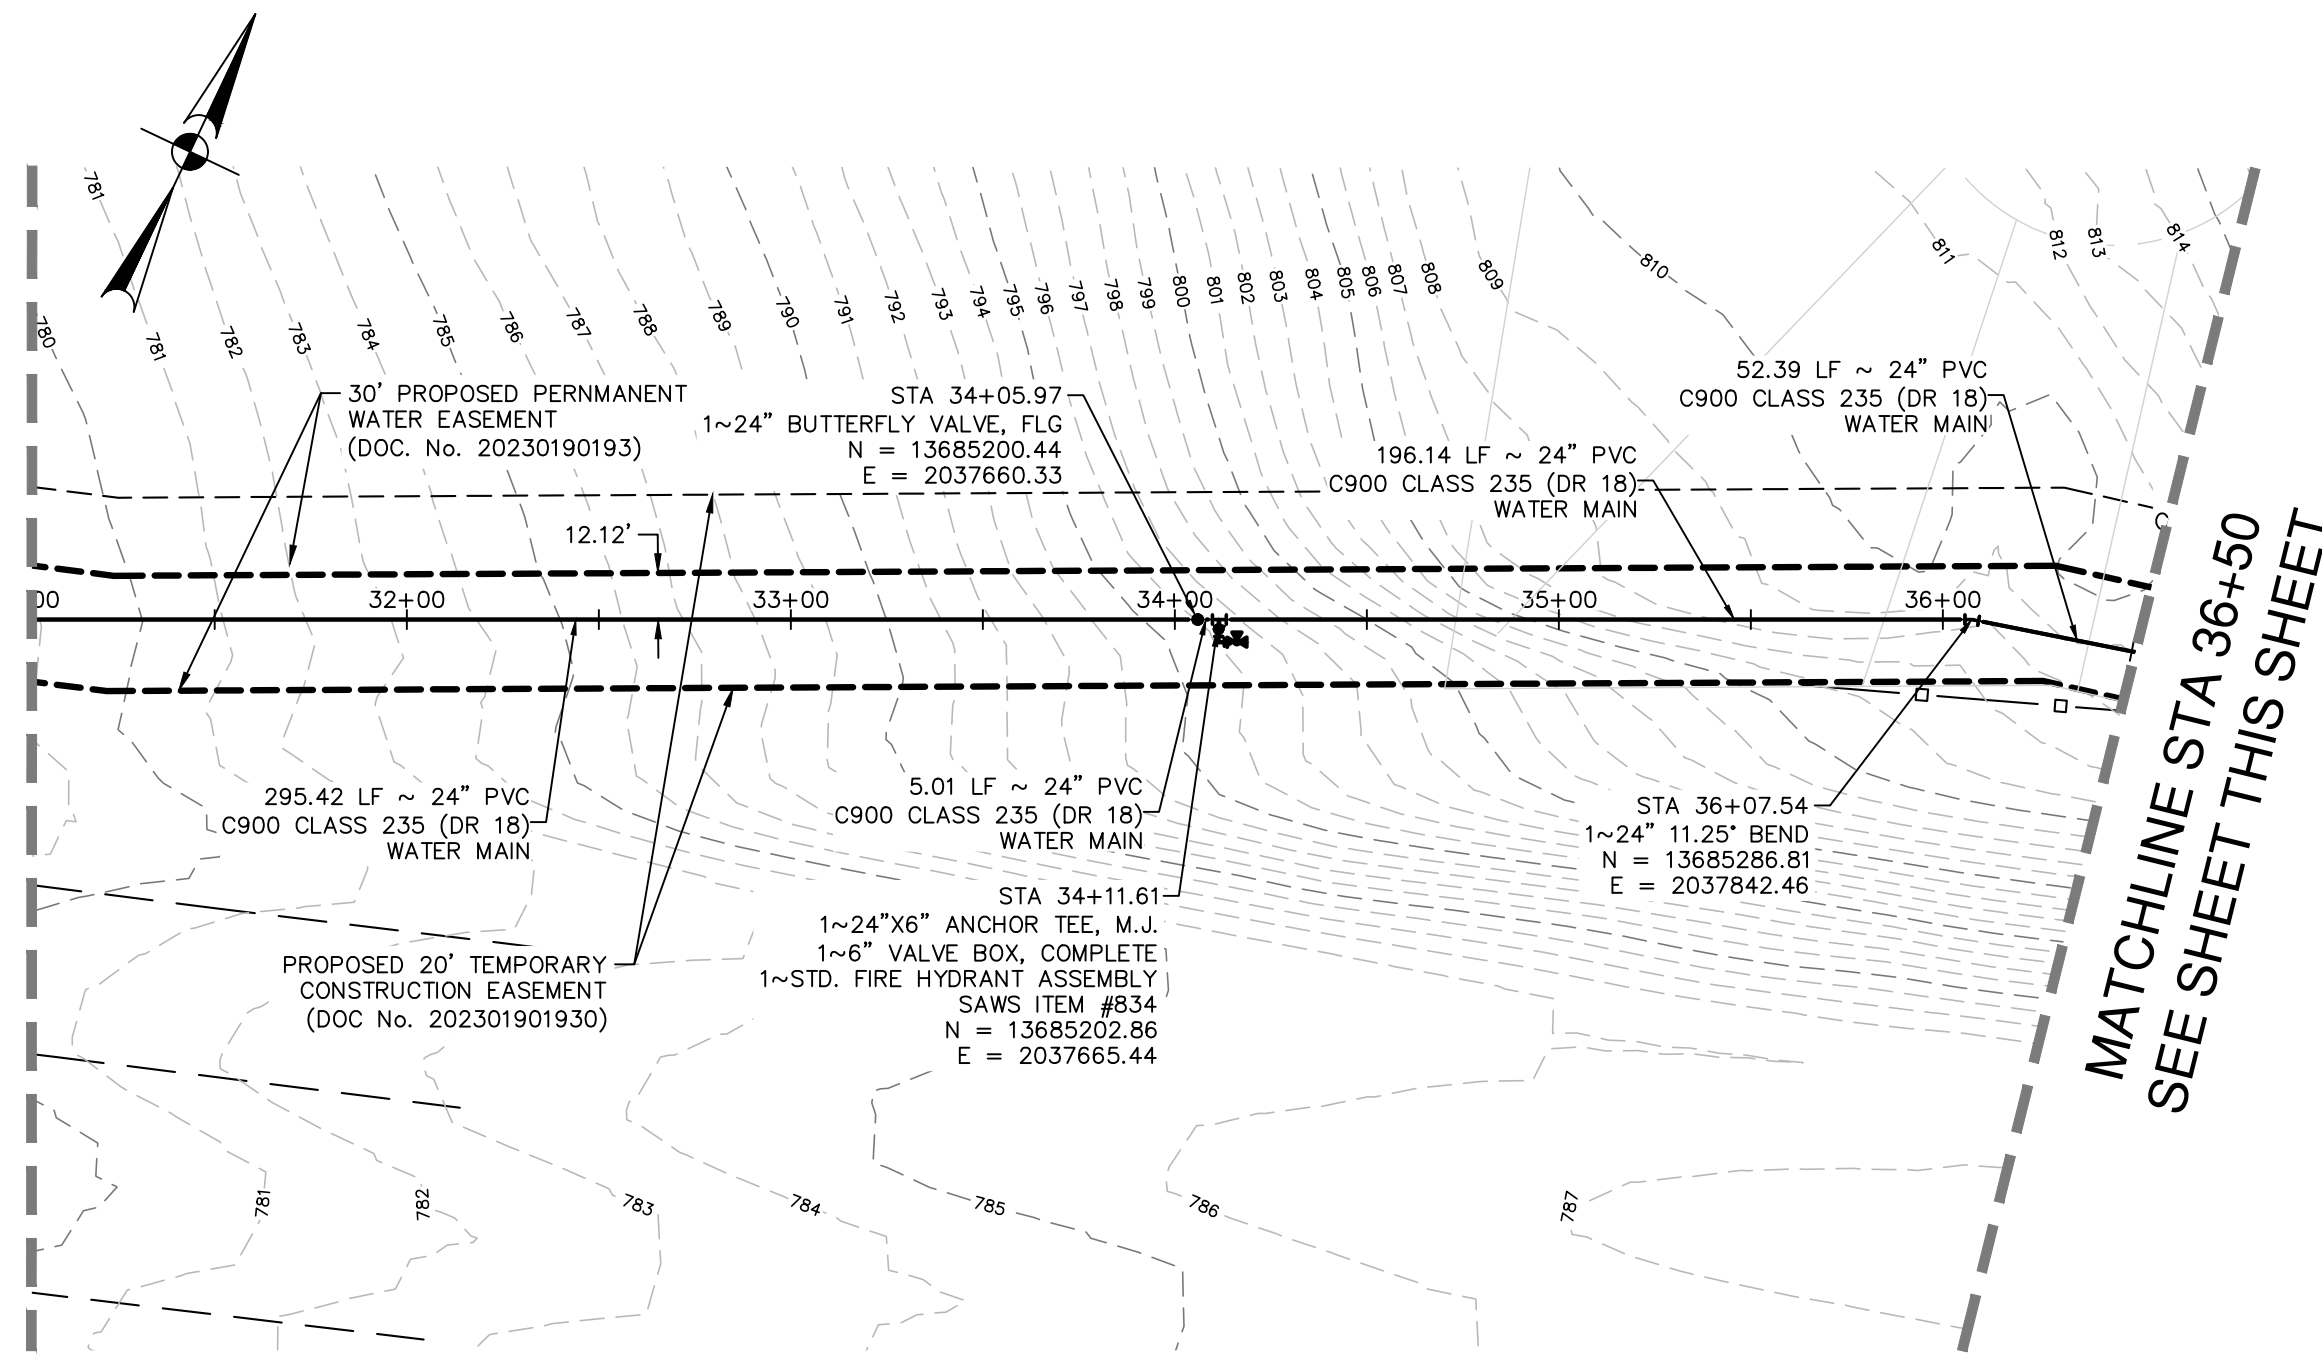 781
780
781
782
783
784
785
786
787
788
789
790
791
792
793
794
795
796
797
798
799
800
801
802
803
804
805
806
807
808
809
810
811
812
813
814
30' PROPOSED PERNMANENT
WATER EASEMENT
(DOC. No. 20230190193)
STA 34+05.97
1~24" BUTTERFLY VALVE, FLG
N = 13685200.44
E = 2037660.33
196.14 LF ~ 24" PVC
C900 CLASS 235 (DR 18)
WATER MAIN
52.39 LF ~ 24" PVC
C900 CLASS 235 (DR 18)
WATER MAIN
12.12'
00
32+00
33+00
34+00
35+00
36+00
295.42 LF ~ 24" PVC
C900 CLASS 235 (DR 18)
WATER MAIN
5.01 LF ~ 24" PVC
C900 CLASS 235 (DR 18)
WATER MAIN
STA 36+07.54
1~24" 11.25° BEND
N = 13685286.81
E = 2037842.46
PROPOSED 20' TEMPORARY
CONSTRUCTION EASEMENT
(DOC No. 202301901930)
STA 34+11.61
1~24"X6" ANCHOR TEE, M.J.
1~6" VALVE BOX, COMPLETE
1~STD. FIRE HYDRANT ASSEMBLY
SAWS ITEM #834
N = 13685202.86
E = 2037665.44
MATCHLINE STA 36+50
SEE SHEET THIS SHEET
781
782
783
784
785
786
787